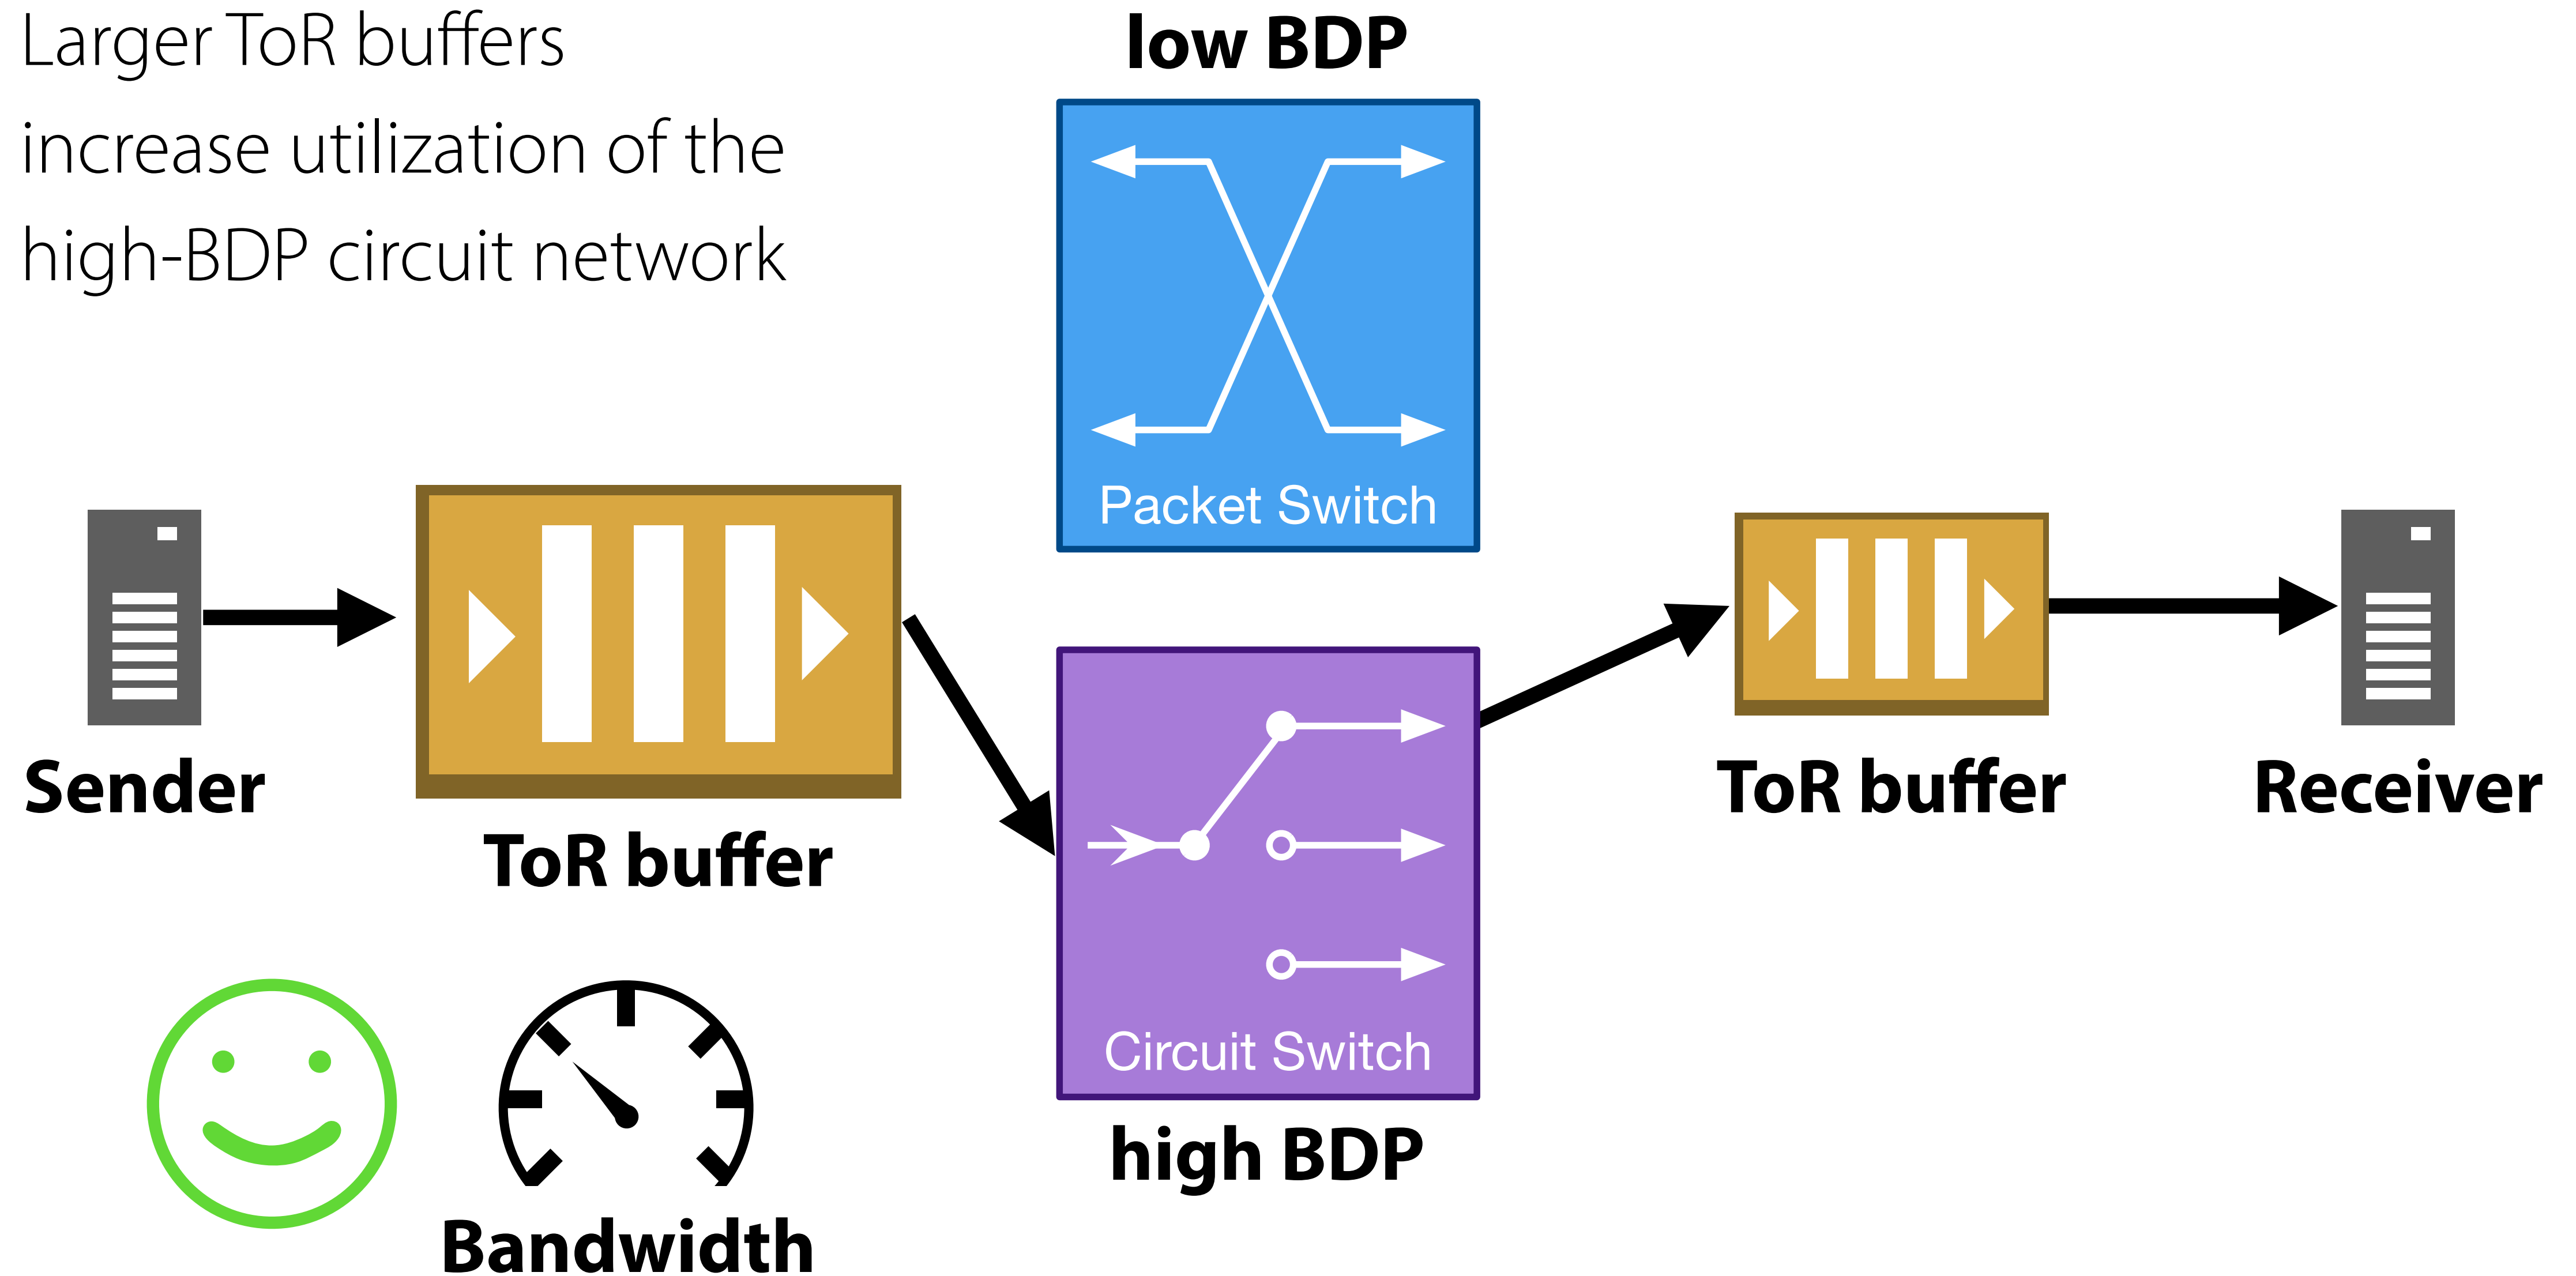 Larger ToR buffers
increase utilization of the
high-BDP circuit network
low BDP
Packet Switch
Sender
ToR buffer
Circuit Switch
high BDP
ToR buffer
Receiver
Bandwidth